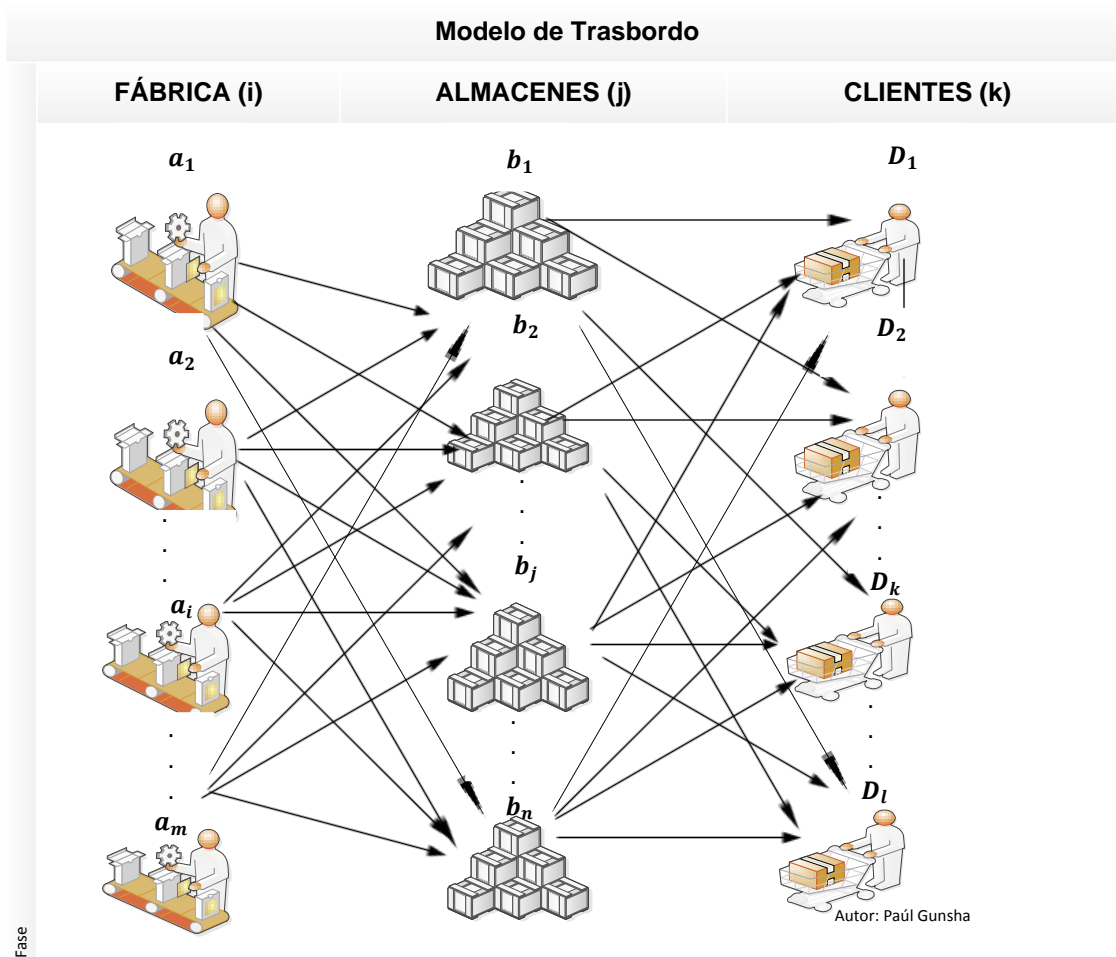 Modelo de Trasbordo
FÁBRICA (i) ALMACENES (j) CLIENTES (k)
a₁ b₁ D₁
b₂ D₂
a₂
.
.
.
.
.
.
.
.
.
bⱼ
Dₖ
aᵢ
.
.
.
.
.
.
.
.
.
Dₗ
bₙ
aₘ
Autor: Paúl Gunsha
Fase